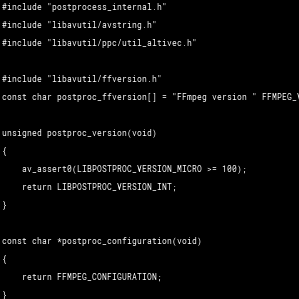 #include "postprocess_internal.h"
#include "libavutil/avstring.h"
#include "libavutil/ppc/util_altivec.h"
#include "libavutil/ffversion.h"
const char postproc_ffversion[] = "FFmpeg version " FFMPEG_V
unsigned postproc_version(void)
{
    av_assert0(LIBPOSTPROC_VERSION_MICRO >= 100);
    return LIBPOSTPROC_VERSION_INT;
}
const char *postproc_configuration(void)
{
    return FFMPEG_CONFIGURATION;
}